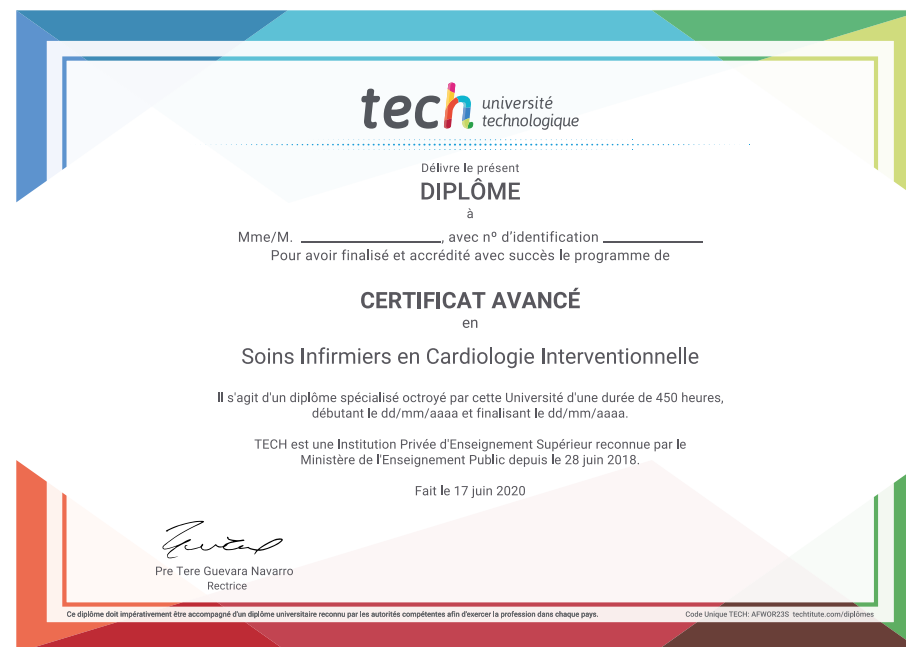 tech université
technologique
Délivre le présent
DIPLÔME
à
Mme/M. ____________________, avec nº d'identification ______________
Pour avoir finalisé et accrédité avec succès le programme de
CERTIFICAT AVANCÉ
en
Soins Infirmiers en Cardiologie Interventionnelle
Il s'agit d'un diplôme spécialisé octroyé par cette Université d'une durée de 450 heures,
débutant le dd/mm/aaaa et finalisant le dd/mm/aaaa.
TECH est une Institution Privée d'Enseignement Supérieur reconnue par le
Ministère de l'Enseignement Public depuis le 28 juin 2018.
Fait le 17 juin 2020
Pre Tere Guevara Navarro
Rectrice
Ce diplôme doit impérativement être accompagné d'un diplôme universitaire reconnu par les autorités compétentes afin d'exercer la profession dans chaque pays.
Code Unique TECH: AFWOR23S techtitute.com/diplômes